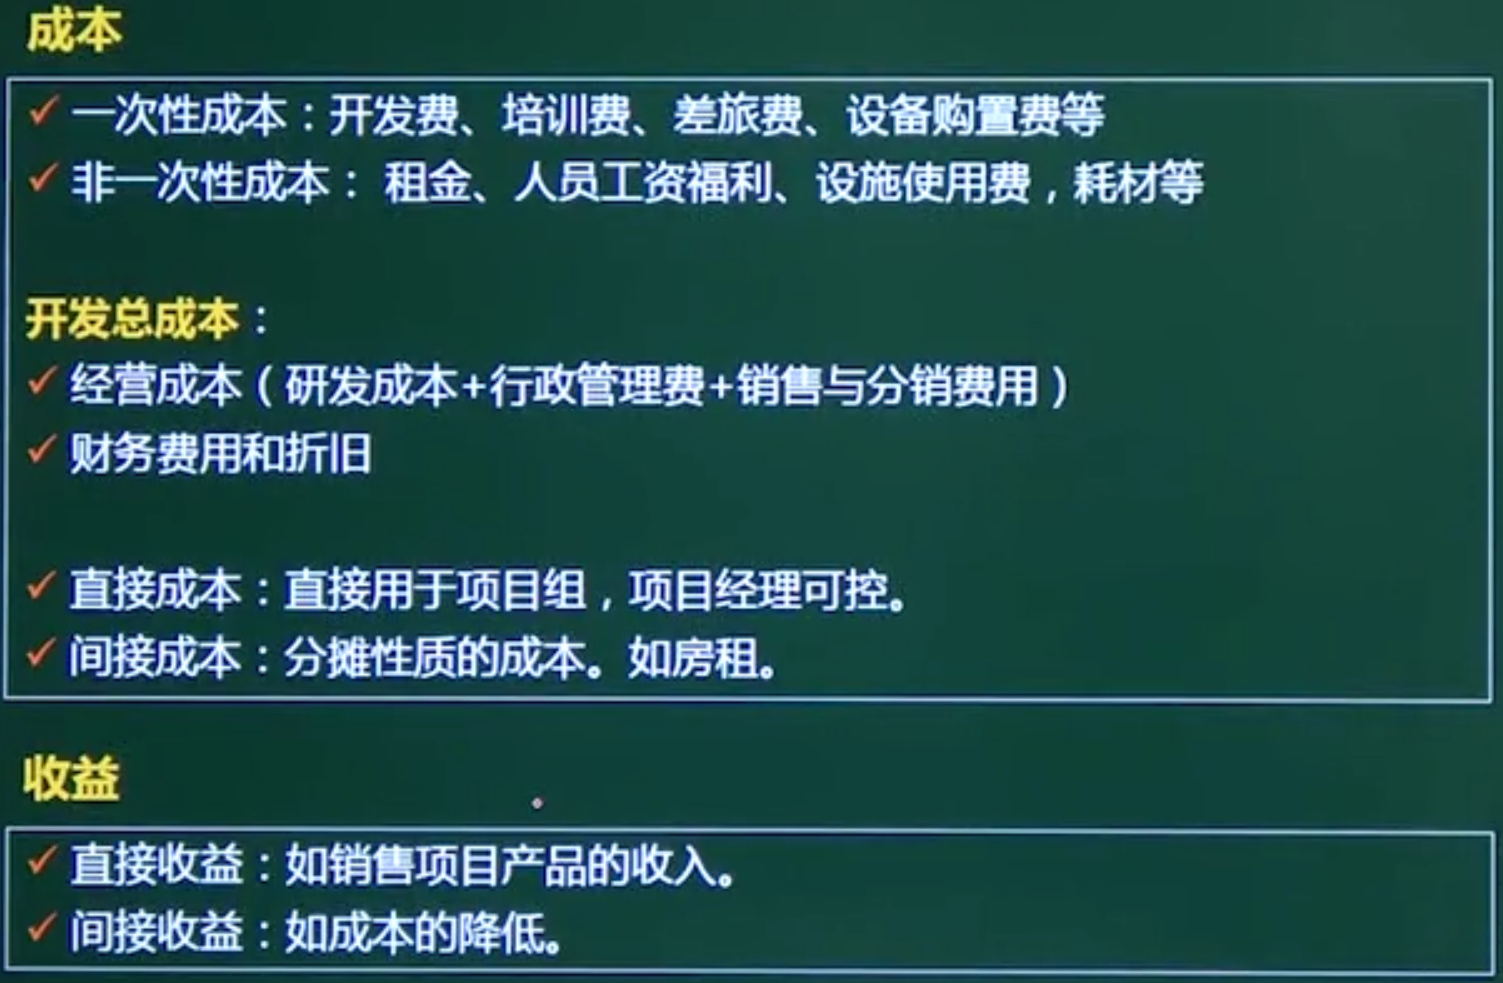 成本
一次性成本：开发费、培训费、差旅费、设备购置费等
非一次性成本： 租金、人员工资福利、设施使用费，耗材等
开发总成本：
经营成本（研发成本+行政管理费+销售与分销费用）
财务费用和折旧
直接成本：直接用于项目组，项目经理可控。
间接成本：分摊性质的成本。如房租。
收益
直接收益：如销售项目产品的收入。
间接收益：如成本的降低。